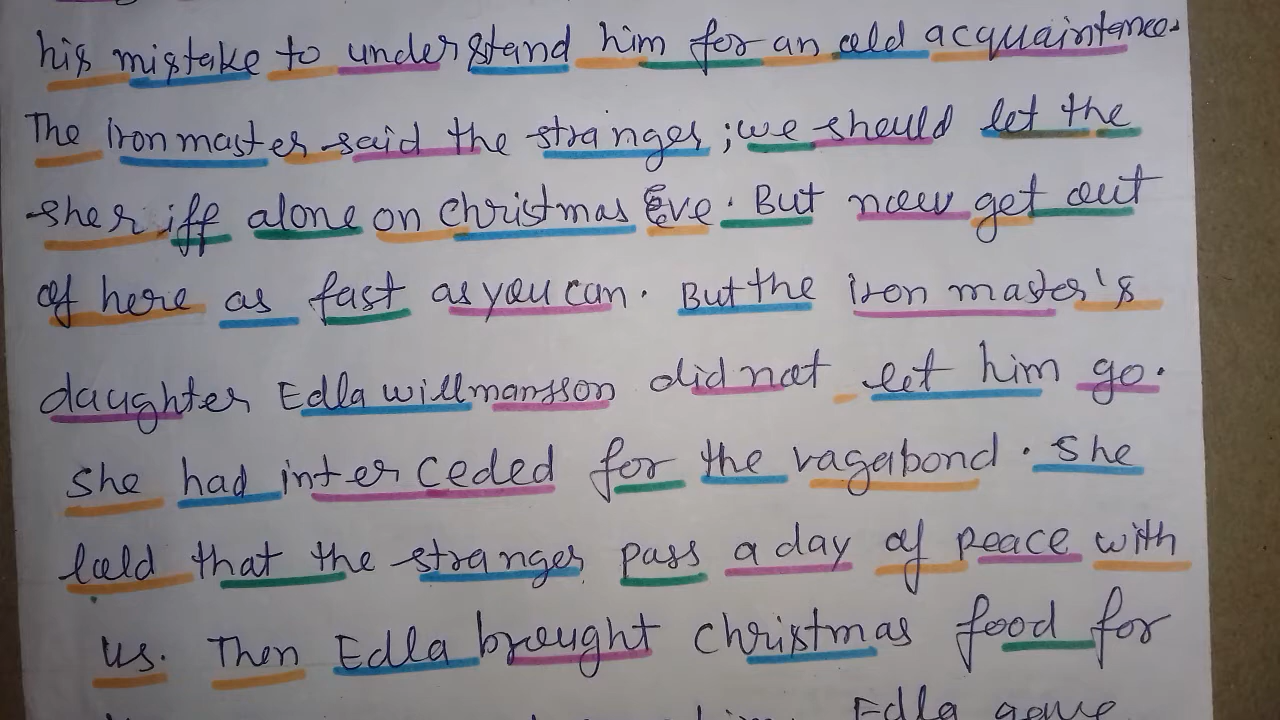 his mistake to understand him for an old acquaintance.
The Iron master said the stranger; we should let the
sheriff alone on christmas Eve. But now get out
of here as fast as you can. But the iron master's
daughter Edla willmansson did not let him go.
She had interceded for the vagabond. She
told that the stranger pass a day of peace with
us. Then Edla brought christmas food for
Edla gave